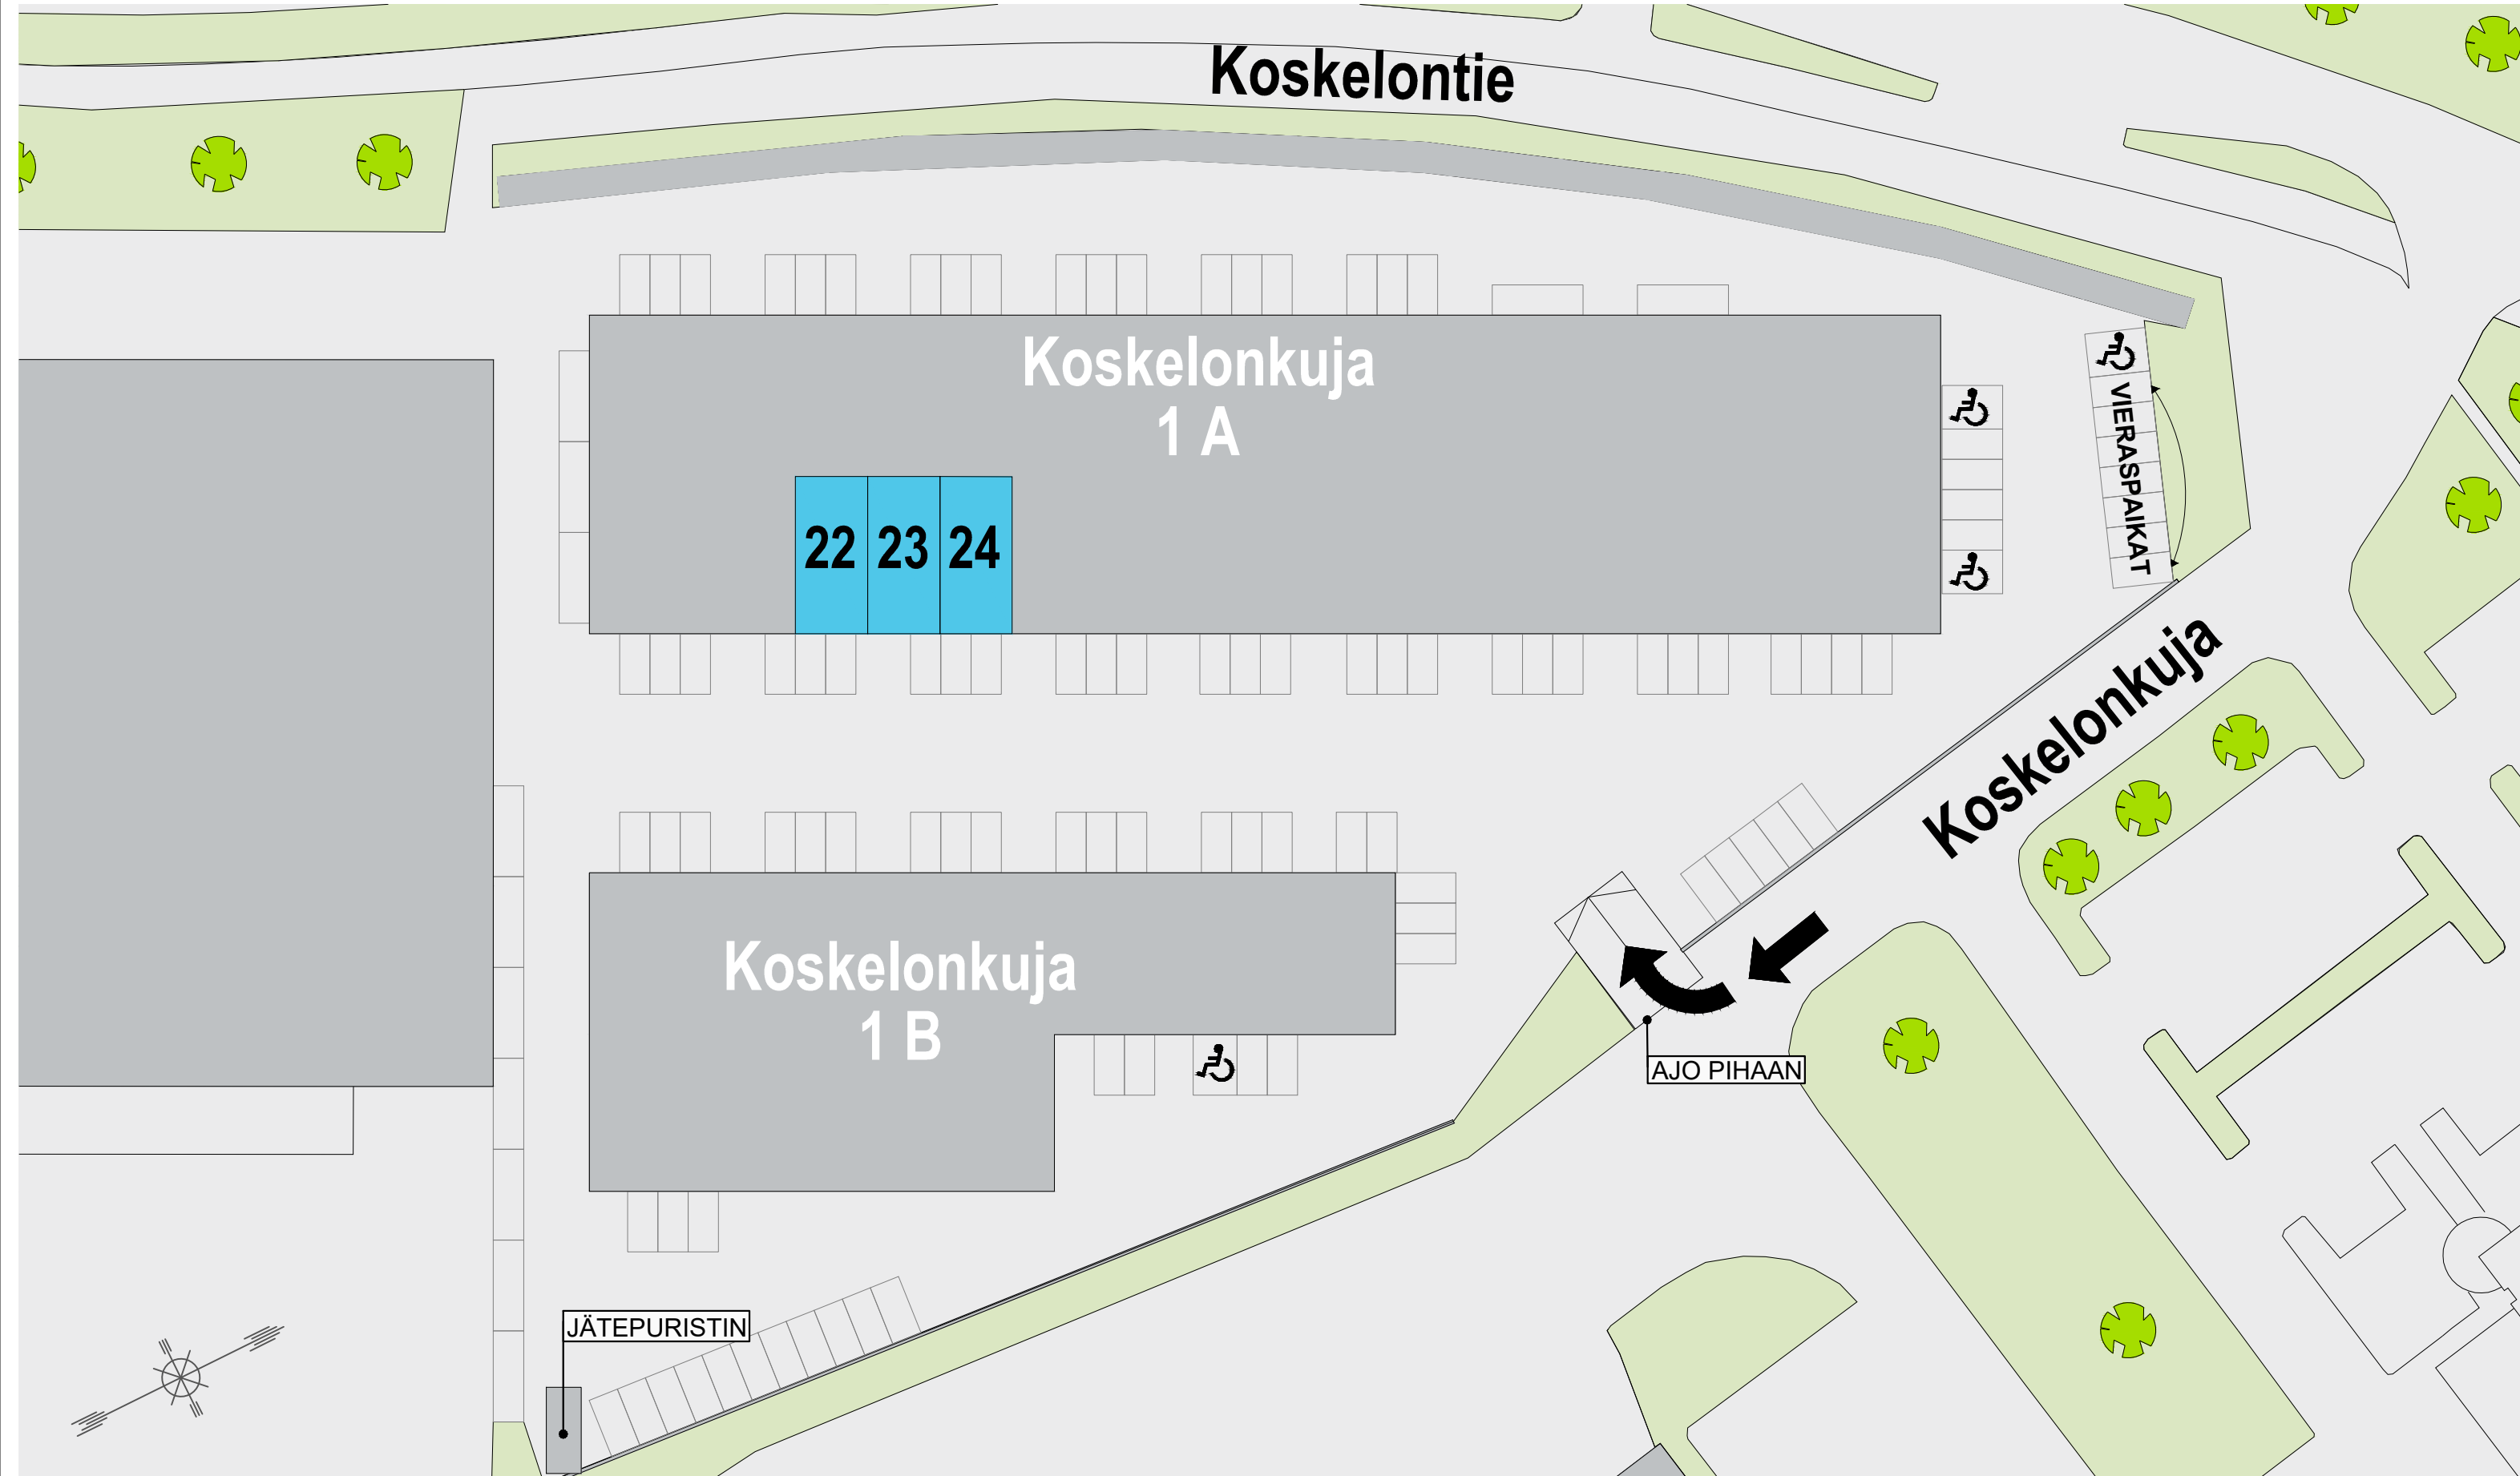 Koskelontie
Koskelonkuja
1 A
22
23
24
VIERASPAIKAT
Koskelonkuja
Koskelonkuja
1 B
AJO PIHAAN
JÄTEPURISTIN